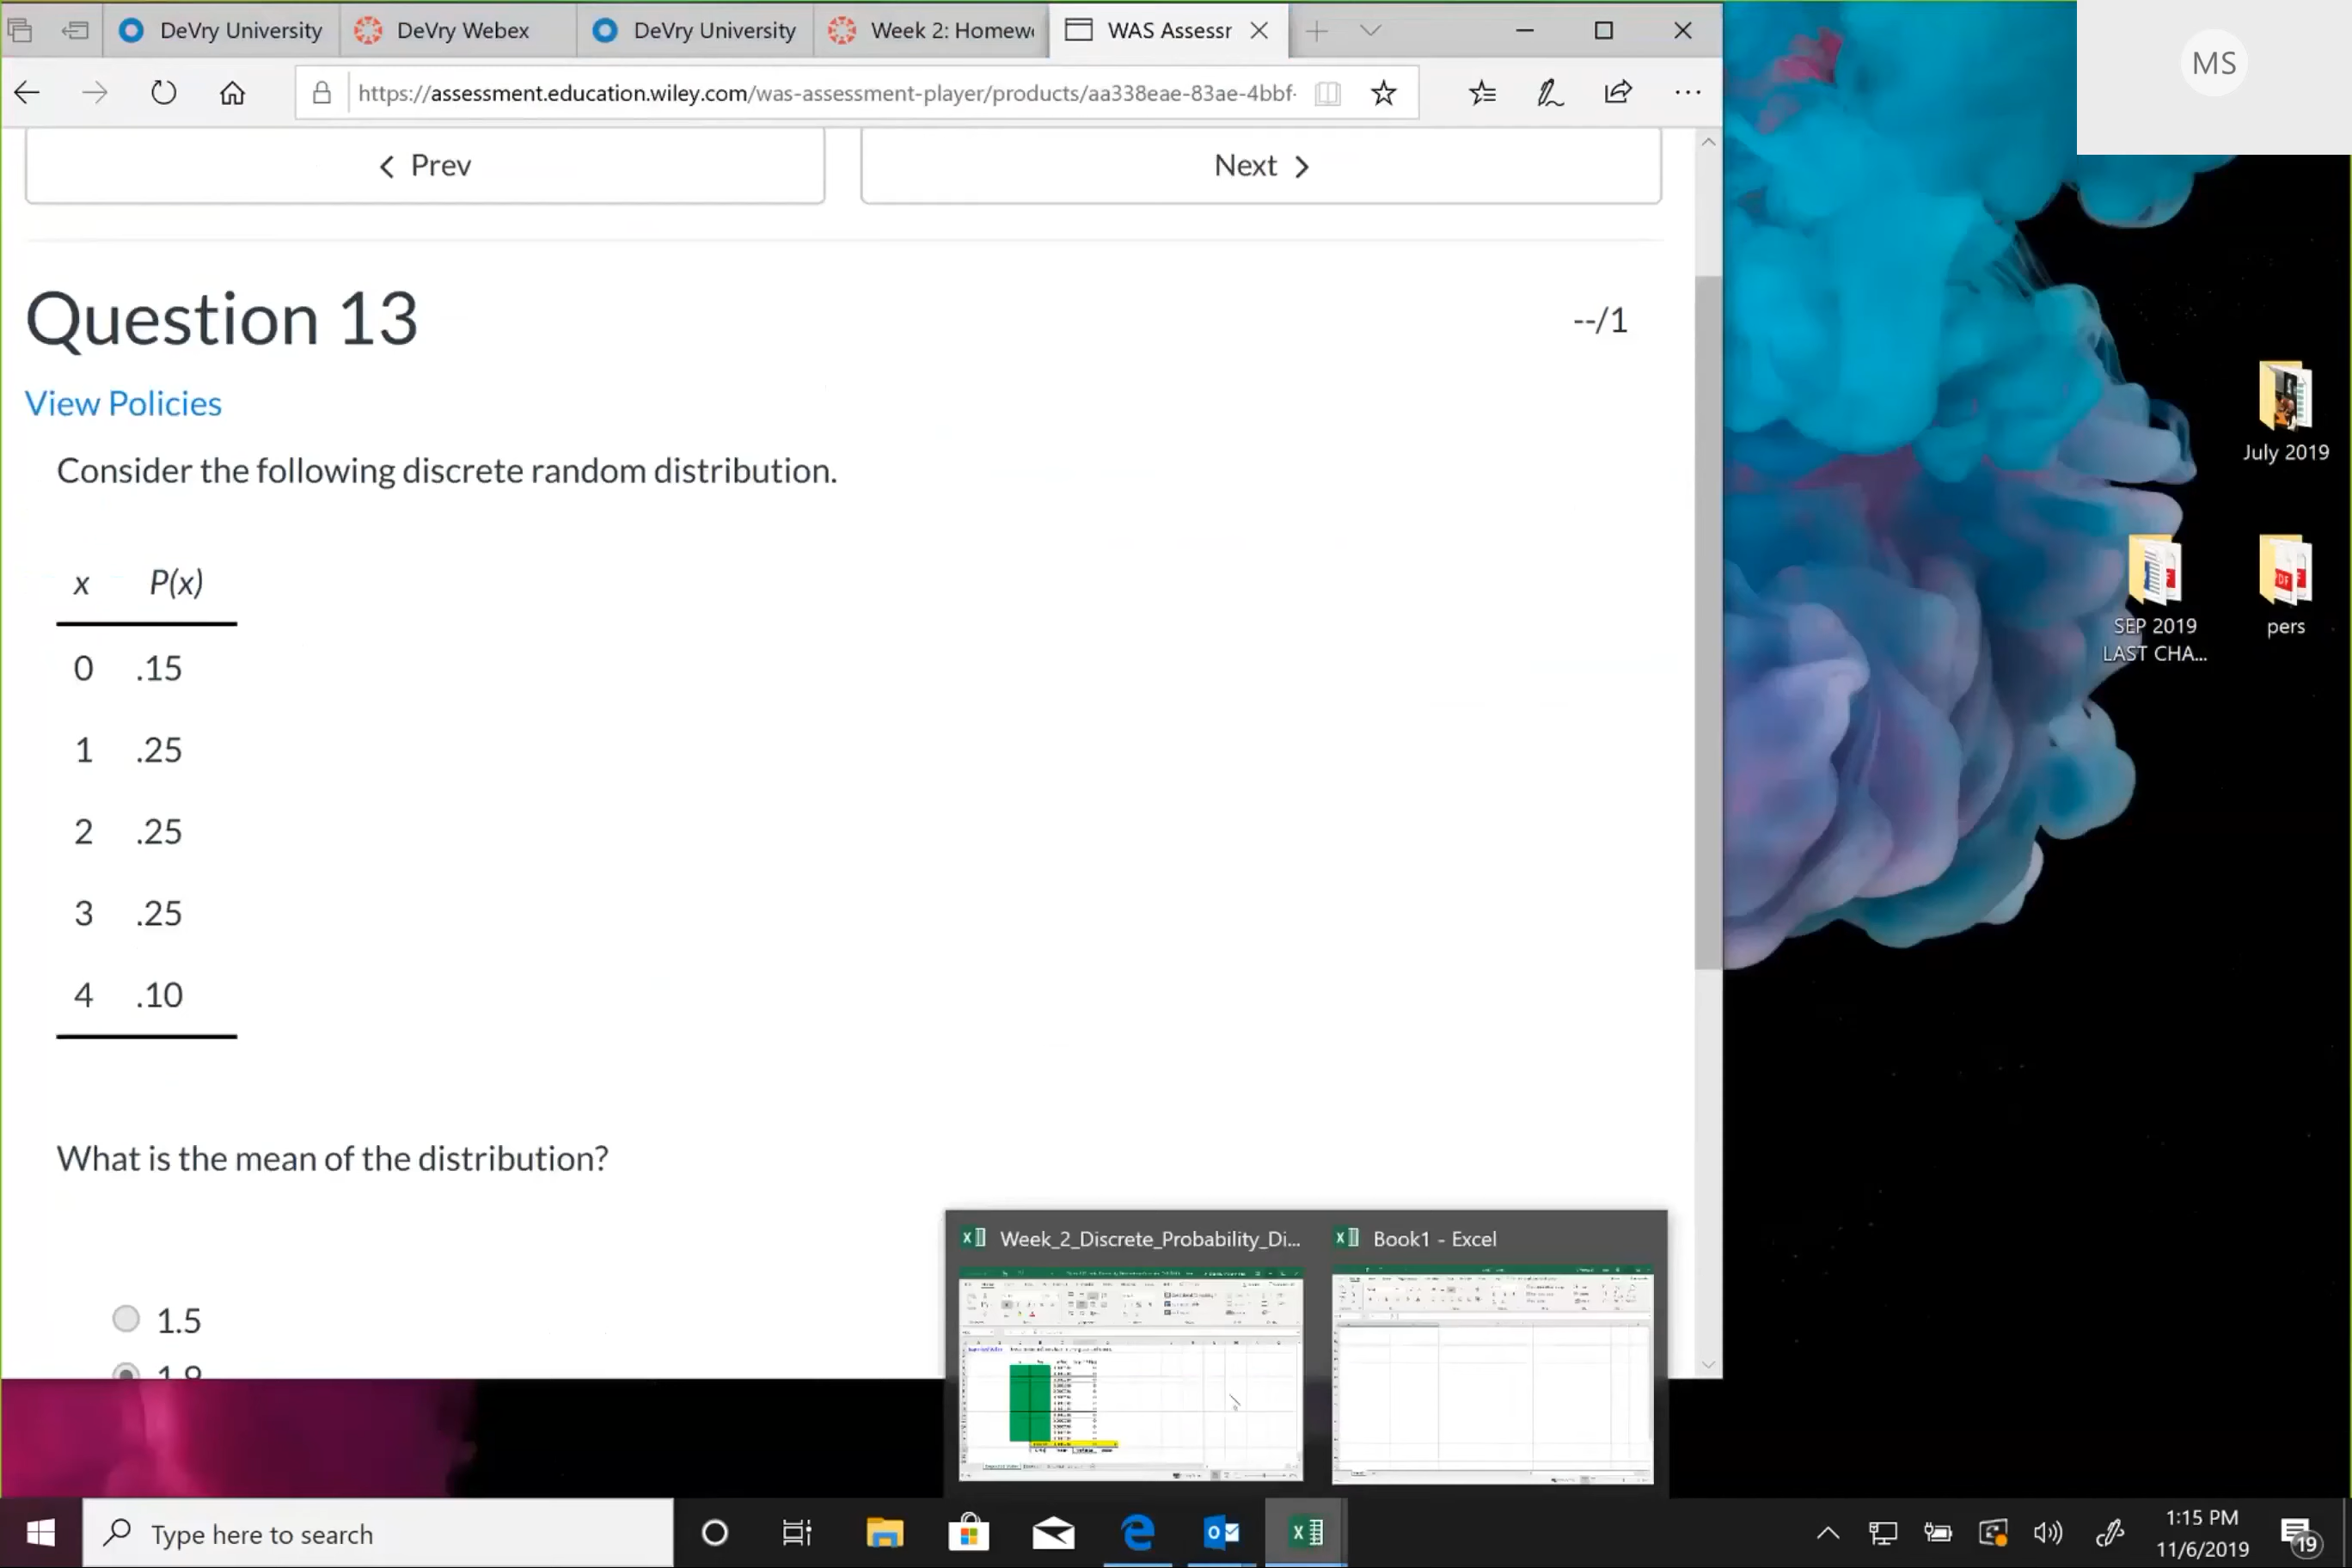 DeVry University
DeVry Webex
DeVry University
Week 2: Homew
WAS Assessr
MS
https://assessment.education.wiley.com/was-assessment-player/products/aa338eae-83ae-4bbf-
Prev
Next
Question 13
--/1
View Policies
Consider the following discrete random distribution.
x P(x)
0 .15
1 .25
2 .25
3 .25
4 .10
What is the mean of the distribution?
1.5
July 2019
SEP 2019
LAST CHA...
pers
Week_2_Discrete_Probability_Di...
Book1 - Excel
Type here to search
1:15 PM
11/6/2019
19